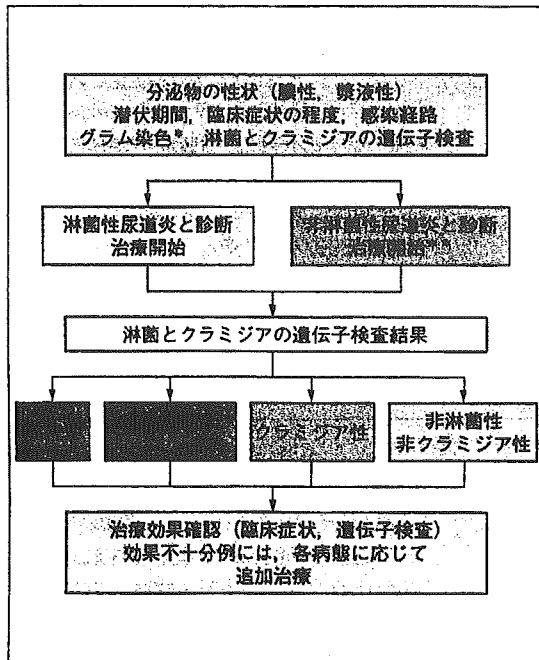 分泌物の性状（膿性，漿液性）
潜伏期間，臨床症状の程度，感染経路
グラム染色*，淋菌とクラミジアの遺伝子検査
淋菌性尿道炎と診断
治療開始
非淋菌性尿道炎と診断
治療開始**
淋菌とクラミジアの遺伝子検査結果
クラミジア性
非淋菌性
非クラミジア性
治療効果確認（臨床症状，遺伝子検査）
効果不十分例には，各病態に応じて
追加治療